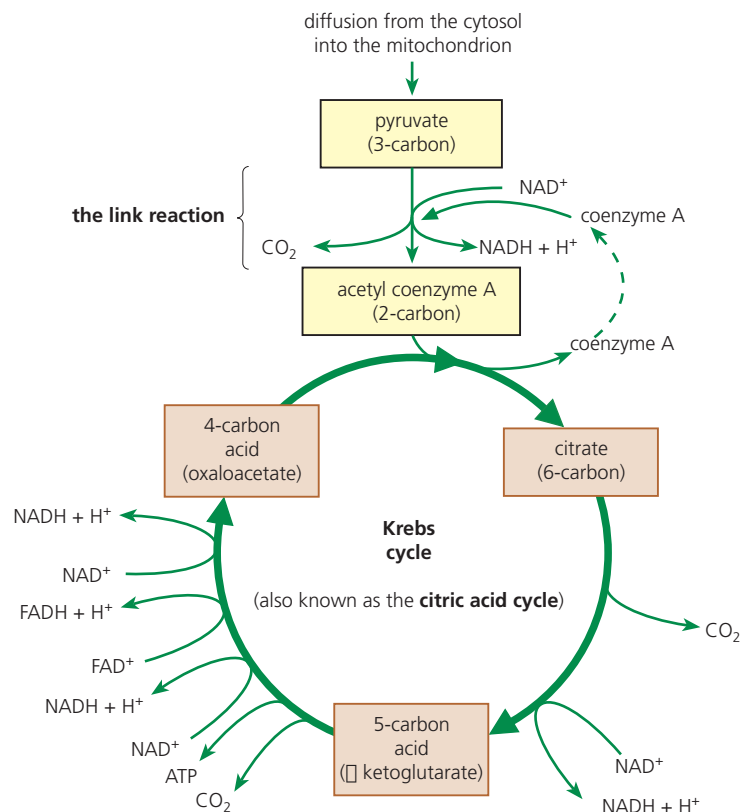 diffusion from the cytosol
into the mitochondrion
pyruvate
(3-carbon)
the link reaction
NAD⁺
coenzyme A
CO₂
NADH + H⁺
acetyl coenzyme A
(2-carbon)
coenzyme A
4-carbon
acid
(oxaloacetate)
citrate
(6-carbon)
Krebs
cycle
(also known as the citric acid cycle)
NADH + H⁺
NAD⁺
FADH + H⁺
FAD⁺
NADH + H⁺
NAD⁺
ATP
CO₂
5-carbon
acid
(▯ ketoglutarate)
CO₂
NAD⁺
NADH + H⁺